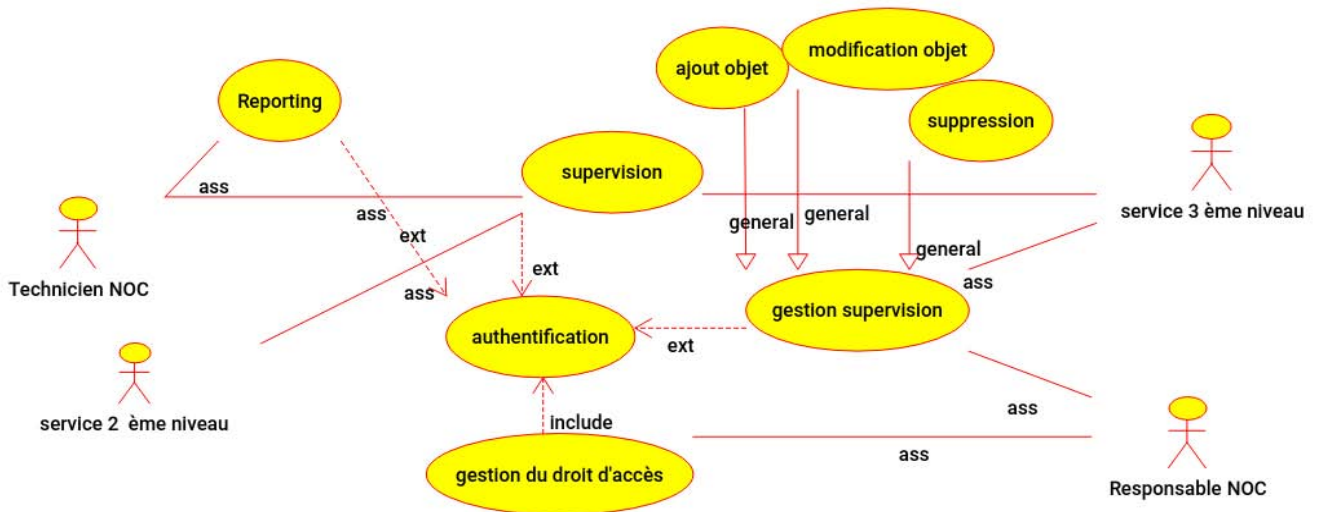 modification objet
ajout objet
Reporting
suppression
supervision
ass
service 3 ème niveau
ass
general
general
ext
general
Technicien NOC
ext
ass
ass
gestion supervision
authentification
ext
service 2 ème niveau
ass
include
ass
gestion du droit d'accès
Responsable NOC